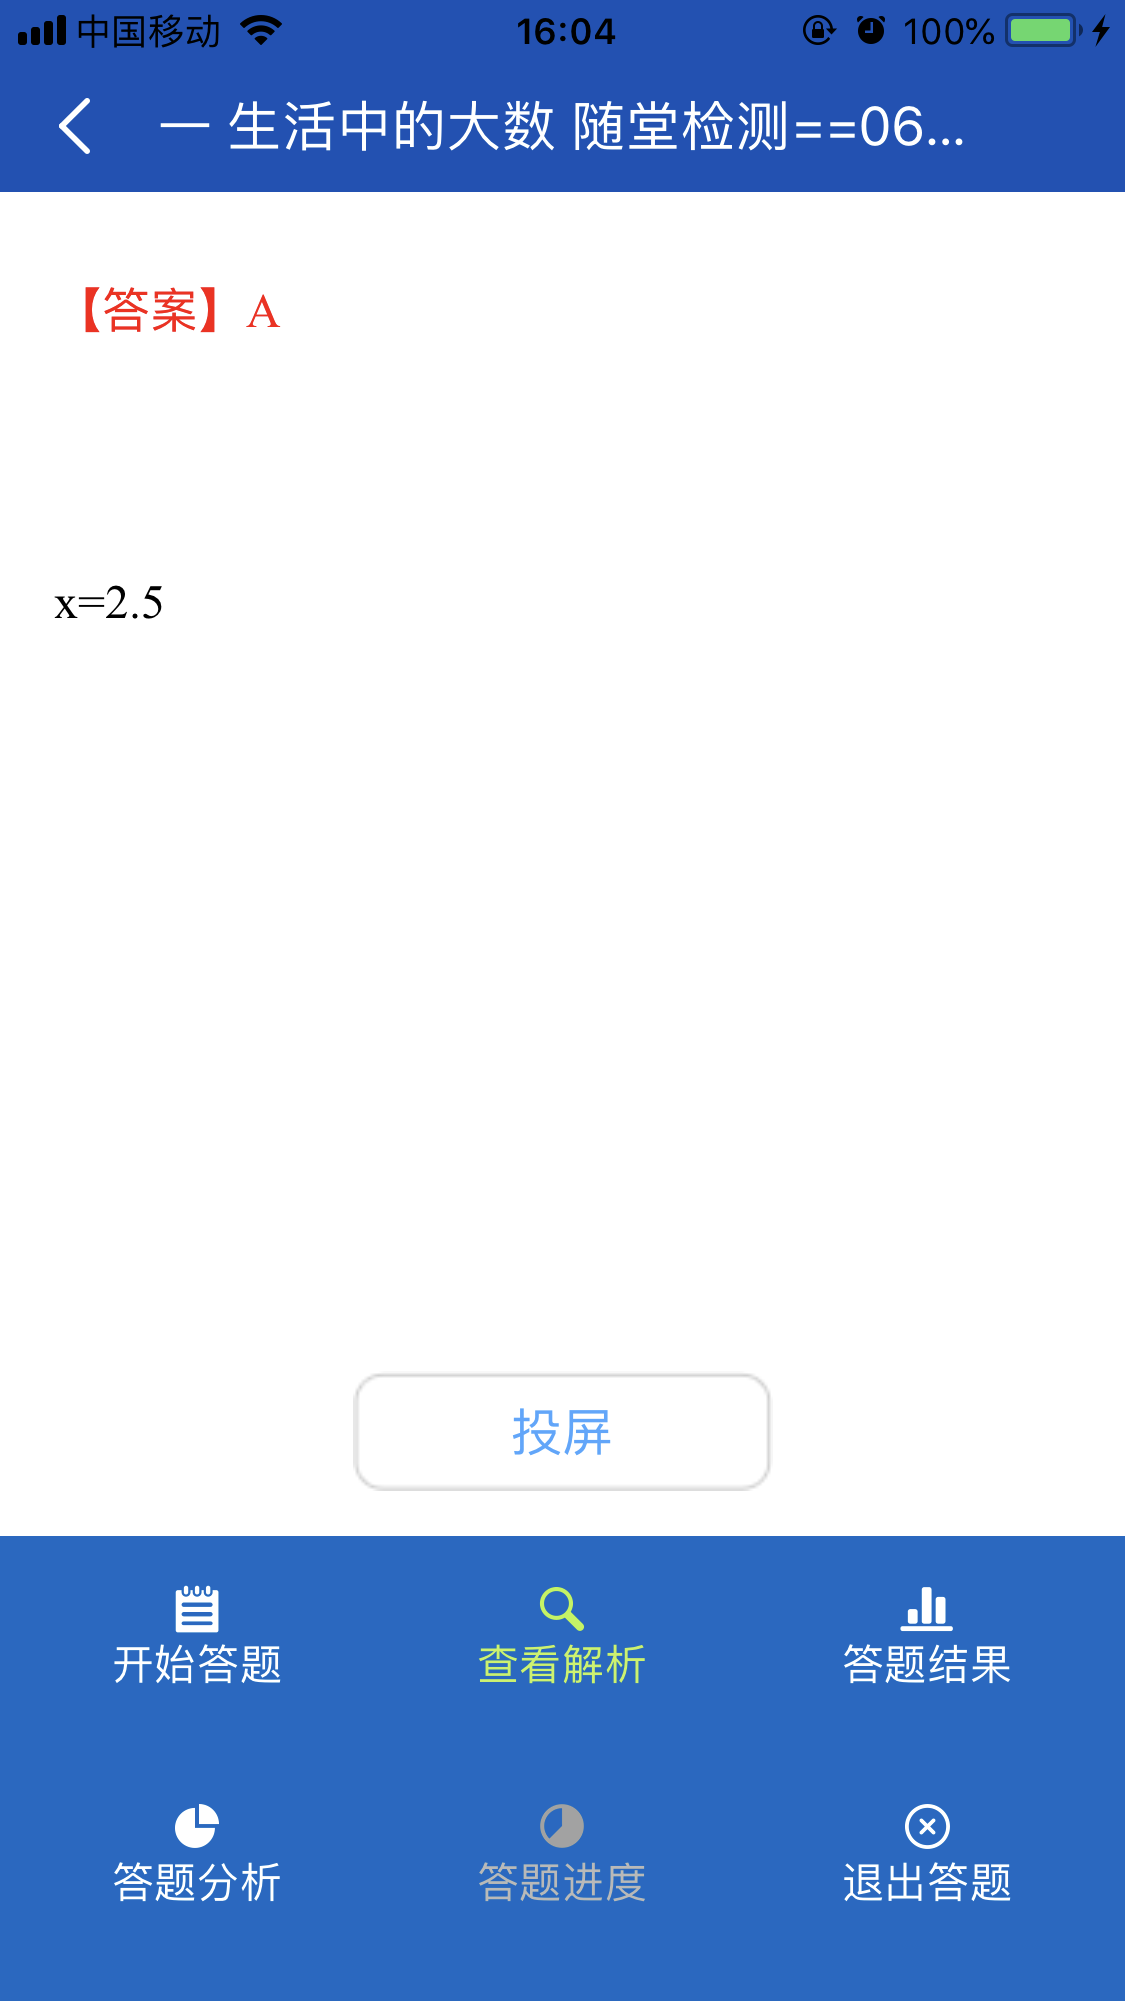 中国移动 16:04 100%
一 生活中的大数 随堂检测==06...
【答案】A
x=2.5
投屏
开始答题 查看解析 答题结果
答题分析 答题进度 退出答题